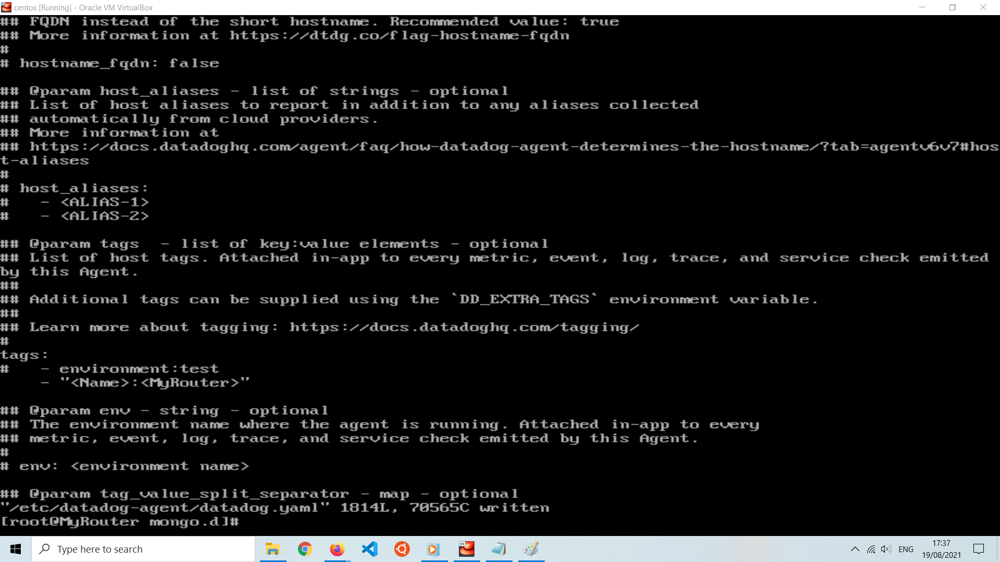 centos [Running] - Oracle VM VirtualBox
## FQDN instead of the short hostname. Recommended value: true
## More information at https://dtdg.co/flag-hostname-fqdn
#
# hostname_fqdn: false
## @param host_aliases - list of strings - optional
## List of host aliases to report in addition to any aliases collected
## automatically from cloud providers.
## More information at
## https://docs.datadoghq.com/agent/faq/how-datadog-agent-determines-the-hostname/?tab=agentv6v7#hos
t-aliases
#
# host_aliases:
#   - <ALIAS-1>
#   - <ALIAS-2>
## @param tags  - list of key:value elements - optional
## List of host tags. Attached in-app to every metric, event, log, trace, and service check emitted
by this Agent.
##
## Additional tags can be supplied using the `DD_EXTRA_TAGS` environment variable.
##
## Learn more about tagging: https://docs.datadoghq.com/tagging/
#
tags:
#   - environment:test
    - "<Name>:<MyRouter>"
## @param env - string - optional
## The environment name where the agent is running. Attached in-app to every
## metric, event, log, trace, and service check emitted by this Agent.
#
# env: <environment name>
## @param tag_value_split_separator - map - optional
"/etc/datadog-agent/datadog.yaml" 1814L, 70565C written
[root@MyRouter mongo.d]#
Type here to search
64
ENG
17:37
19/08/2021